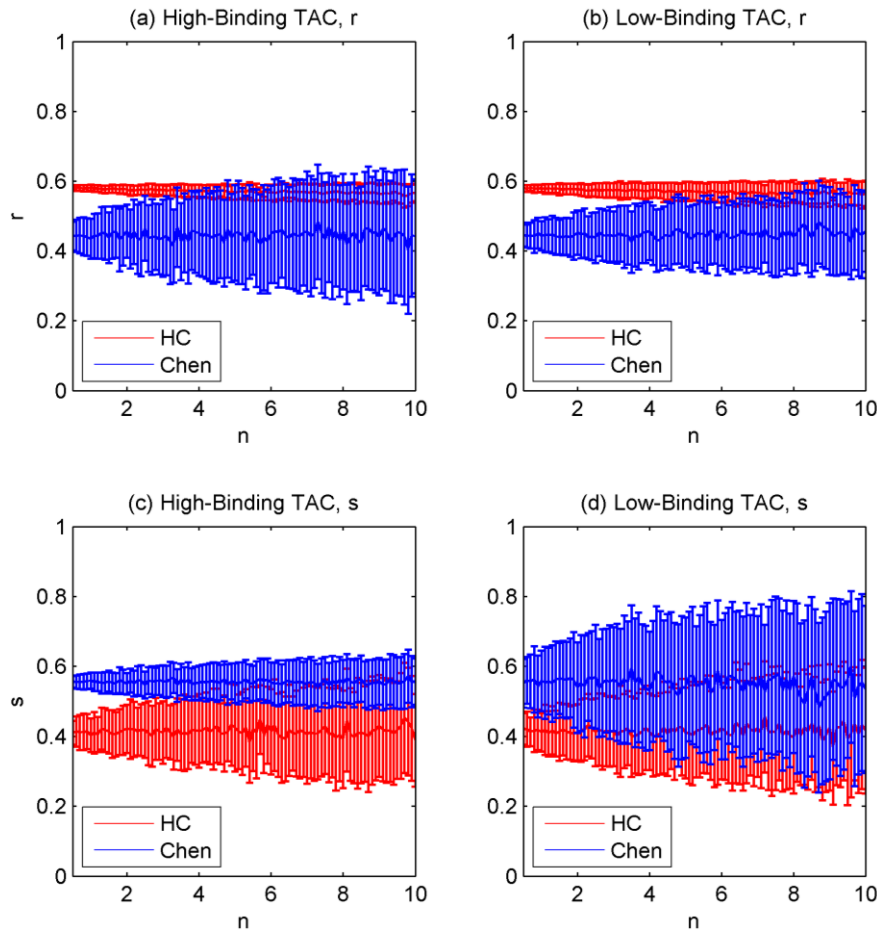 (a) High-Binding TAC, r
1
0.8
0.6
0.4
0.2
0
r
HC
Chen
2 4 6 8 10
n
(b) Low-Binding TAC, r
1
0.8
0.6
0.4
0.2
0
r
HC
Chen
2 4 6 8 10
n
(c) High-Binding TAC, s
1
0.8
0.6
0.4
0.2
0
s
HC
Chen
2 4 6 8 10
n
(d) Low-Binding TAC, s
1
0.8
0.6
0.4
0.2
0
s
HC
Chen
2 4 6 8 10
n